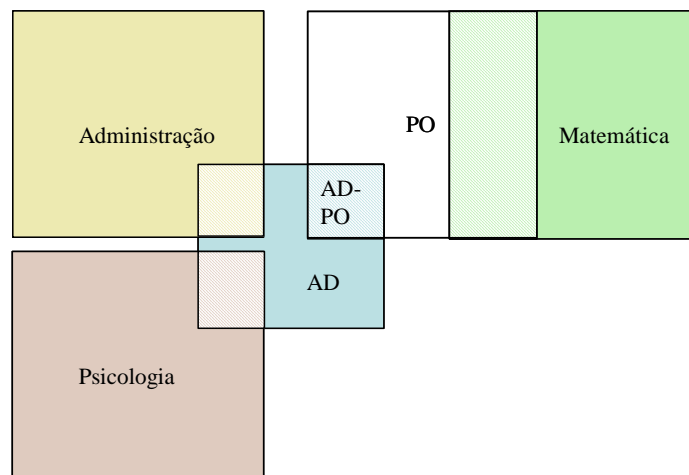 PO
Administração
Matemática
AD-
PO
AD
Psicologia